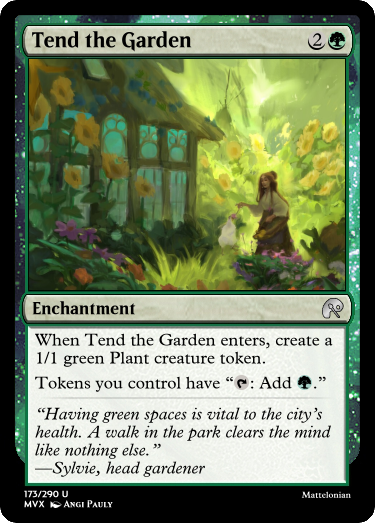 Tend the Garden 2
Enchantment
When Tend the Garden enters, create a
1/1 green Plant creature token.
Tokens you control have “: Add .”
“Having green spaces is vital to the city’s
health. A walk in the park clears the mind
like nothing else.”
—Sylvie, head gardener
173/290 U
MVX Angi Pauly
Mattelonian